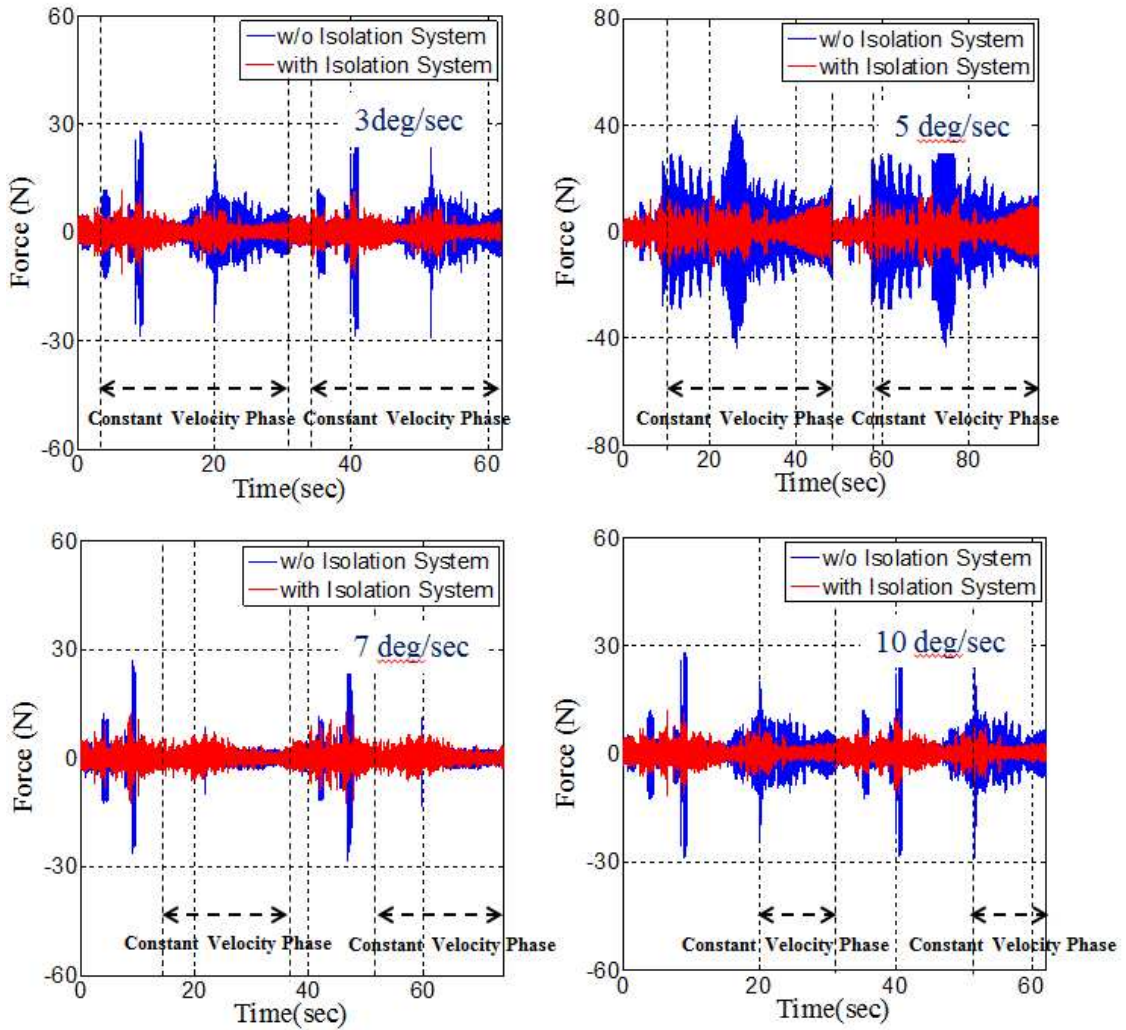 60
w/o Isolation System
with Isolation System
30
3deg/sec
Force (N)
0
-30
Constant Velocity Phase Constant Velocity Phase
-60
0 20 40 60
Time(sec)
80
w/o Isolation System
with Isolation System
40
5 deg/sec
Force (N)
0
-40
Constant Velocity Phase Constant Velocity Phase
-80
0 20 40 60 80
Time(sec)
60
w/o Isolation System
with Isolation System
30
7 deg/sec
Force (N)
0
-30
Constant Velocity Phase Constant Velocity Phase
-60
0 20 40 60
Time(sec)
60
w/o Isolation System
with Isolation System
30
10 deg/sec
Force (N)
0
-30
Constant Velocity Phase Constant Velocity Phase
-60
0 20 40 60
Time(sec)